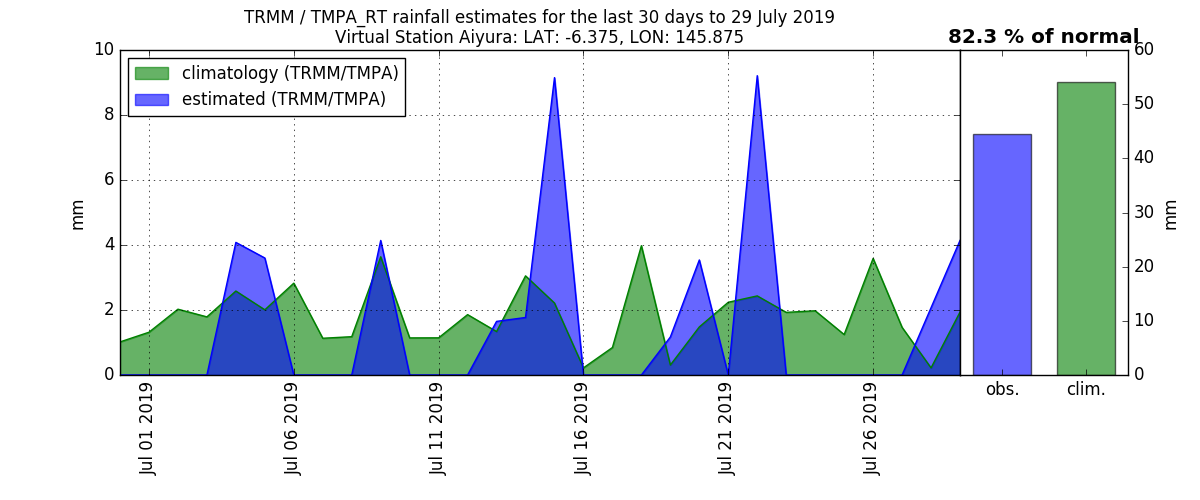 TRMM / TMPA_RT rainfall estimates for the last 30 days to 29 July 2019
Virtual Station Aiyura: LAT: -6.375, LON: 145.875
82.3 % of normal
climatology (TRMM/TMPA)
estimated (TRMM/TMPA)
10
8
6
4
2
0
mm
Jul 01 2019
Jul 06 2019
Jul 11 2019
Jul 16 2019
Jul 21 2019
Jul 26 2019
obs.
clim.
60
50
40
30
20
10
0
mm